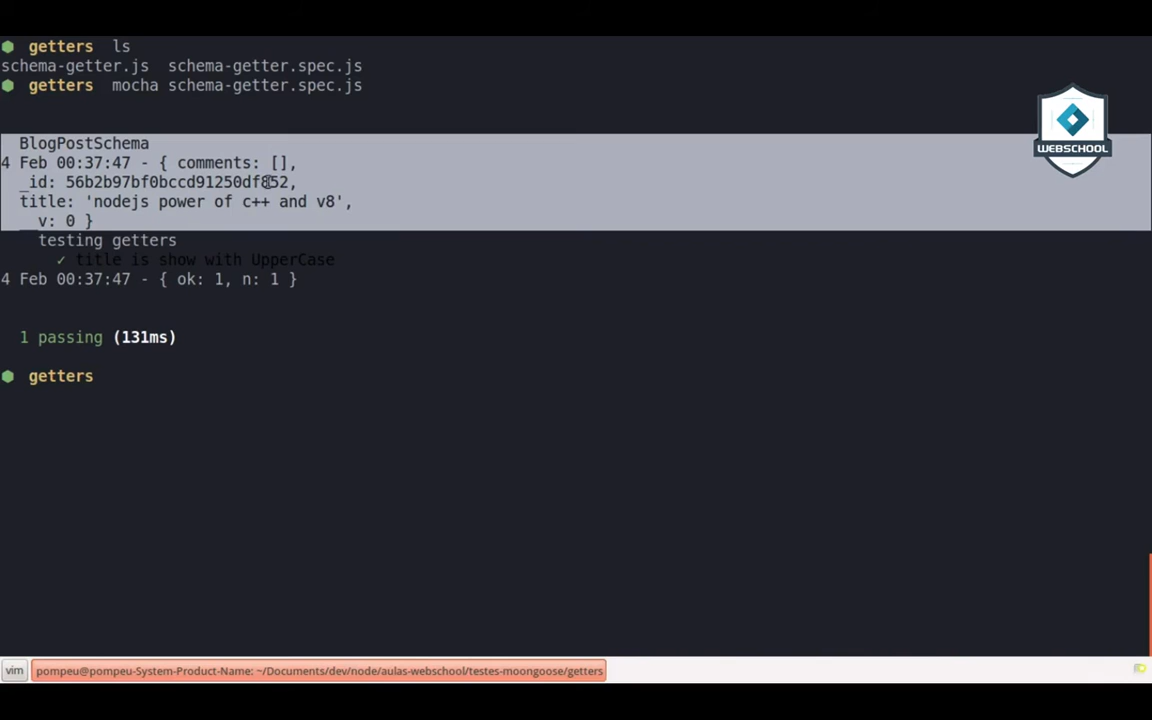 getters ls
schema-getter.js schema-getter.spec.js
getters mocha schema-getter.spec.js
WEBSCHOOL
BlogPostSchema
4 Feb 00:37:47 - { comments: [],
_id: 56b2b97bf0bccd91250df852,
title: 'nodejs power of c++ and v8',
__v: 0 }
testing getters
✓ title is show with UpperCase
4 Feb 00:37:47 - { ok: 1, n: 1 }
1 passing (131ms)
getters
vim
pompeu@pompeu-System-Product-Name: ~/Documents/dev/node/aulas-webschool/testes-moongoose/getters